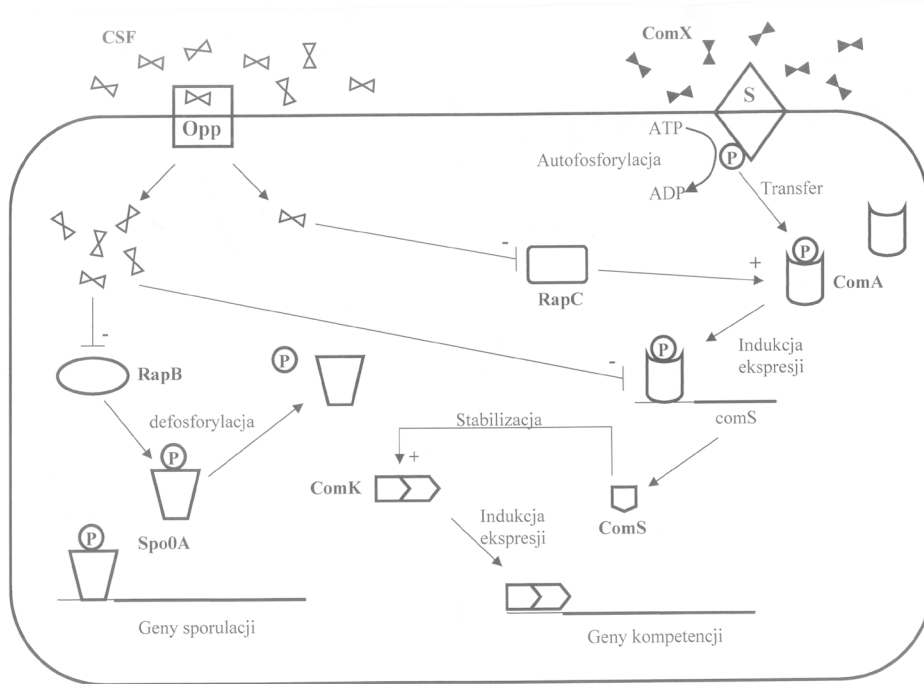 CSF
ComX
S
Opp
ATP
P
Autofosforylacja
ADP
Transfer
P
-
RapC
+
ComA
P
Indukcja
ekspresji
-
P
RapB
-
comS
defosforylacja
Stabilizacja
P
+
ComK
ComS
Indukcja
ekspresji
Spo0A
P
Geny sporulacji
Geny kompetencji